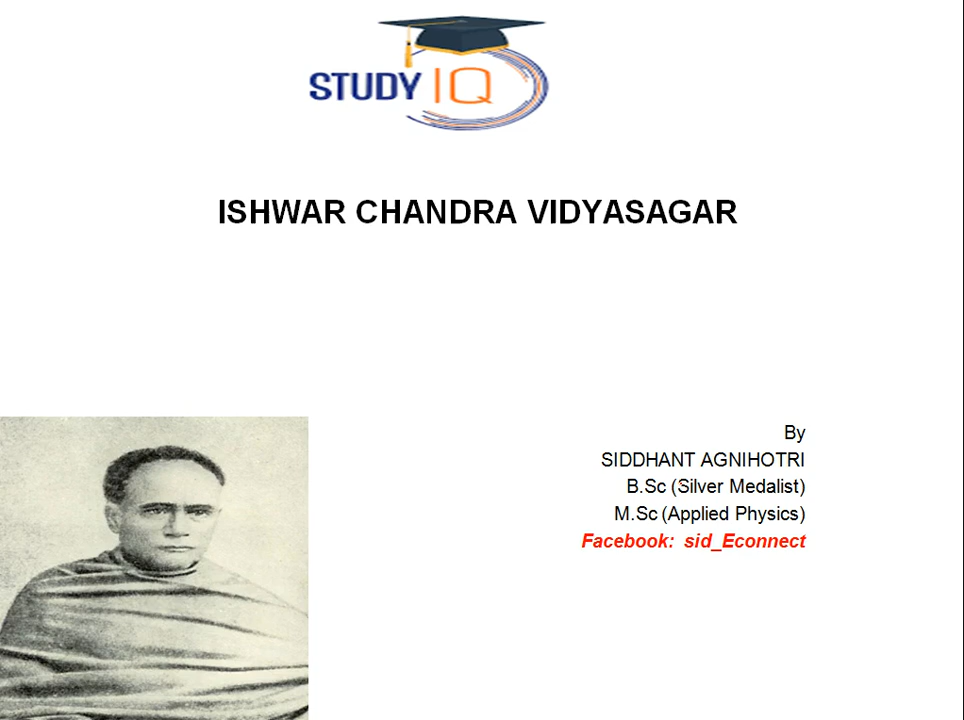 STUDY IQ
ISHWAR CHANDRA VIDYASAGAR
By
SIDDHANT AGNIHOTRI
B.Sc (Silver Medalist)
M.Sc (Applied Physics)
Facebook: sid_Econnect